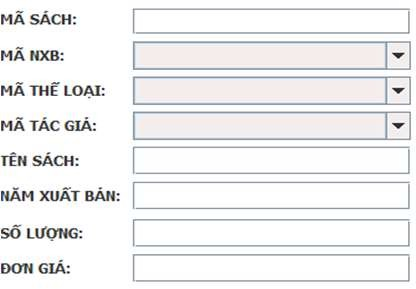 MÃ SÁCH:
MÃ NXB:
MÃ THỂ LOẠI:
MÃ TÁC GIẢ:
TÊN SÁCH:
NĂM XUẤT BẢN:
SỐ LƯỢNG:
ĐƠN GIÁ: